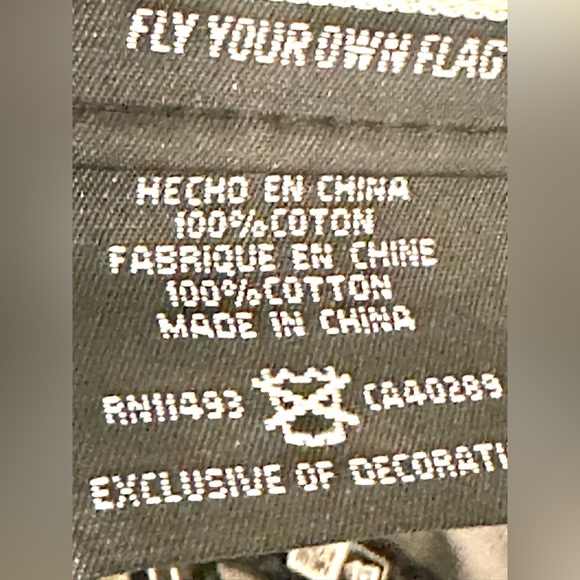 FLY YOUR OWN FLAG
HECHO EN CHINA
100% COTON
FABRIQUE EN CHINE
100% COTTON
MADE IN CHINA
RN11493 CA40289
EXCLUSIVE OF DECORATI